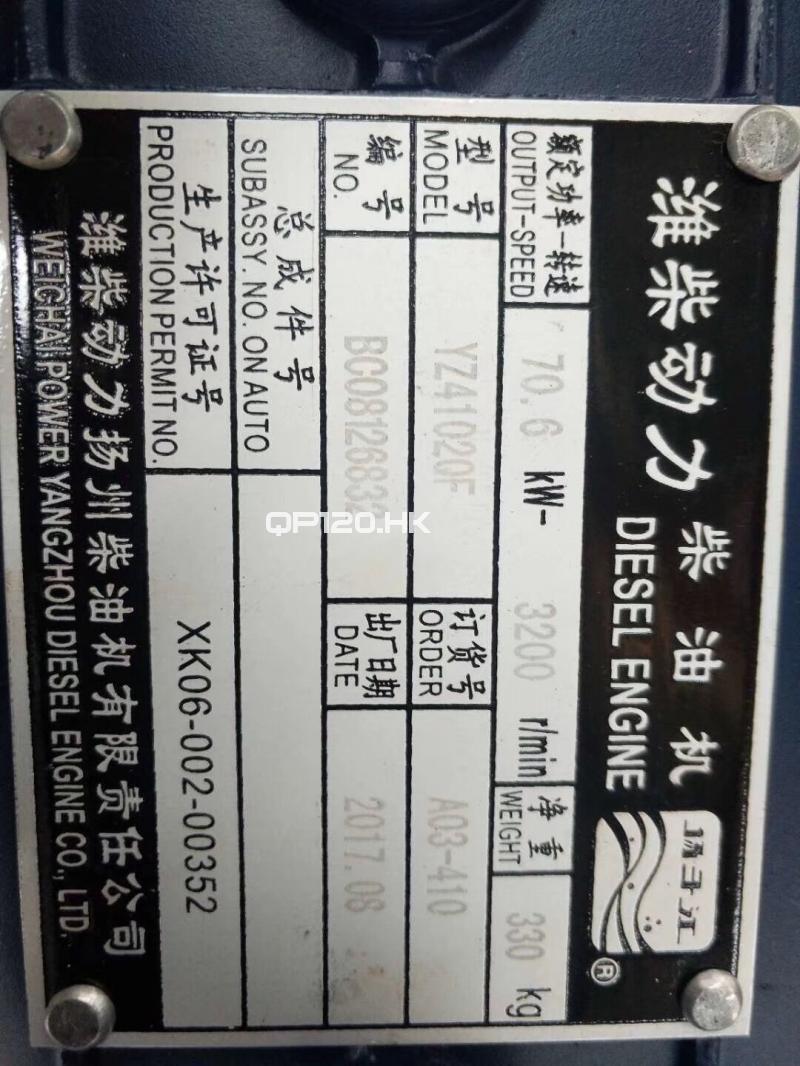 潍柴动力 柴油机
DIESEL ENGINE
扬子江
®
额定功率-转速
OUTPUT-SPEED
70.6 kW- 3200 r/min
净重
WEIGHT
330 kg
型号
MODEL
YZ4102QF
订货号
ORDER
A03-410
编号
NO.
出厂日期
DATE
2017.08
总成件号
SUBASSY. NO. ON AUTO
生产许可证号
PRODUCTION PERMIT NO.
XK06-002-00352
潍柴动力扬州柴油机有限责任公司
WEICHAI POWER YANGZHOU DIESEL ENGINE CO., LTD.
QP120.HK